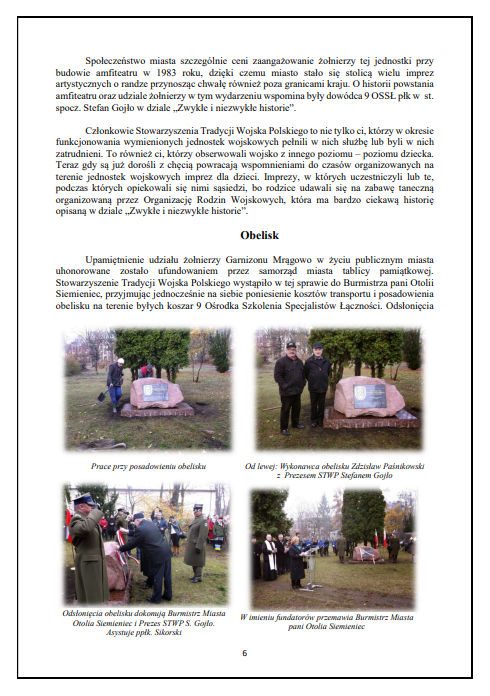 Społeczeństwo miasta szczególnie ceni zaangażowanie żołnierzy tej jednostki przy
budowie amfiteatru w 1983 roku, dzięki czemu miasto stało się stolicą wielu imprez
artystycznych o randze przynosząc chwałę również poza granicami kraju. O historii powstania
amfiteatru oraz udziale żołnierzy w tym wydarzeniu wspomina były dowódca 9 OSSŁ płk w st.
spocz. Stefan Gojło w dziale „Zwykłe i niezwykłe historie”.
Członkowie Stowarzyszenia Tradycji Wojska Polskiego to nie tylko ci, którzy w okresie
funkcjonowania wymienionych jednostek wojskowych pełnili w nich służbę lub byli w nich
zatrudnieni. To również ci, którzy obserwowali wojsko z innego poziomu – poziomu dziecka.
Teraz gdy są już dorośli z chęcią powracają wspomnieniami do czasów organizowanych na
terenie jednostek wojskowych imprez dla dzieci. Imprezy, w których uczestniczyli lub te,
podczas których opiekowali się nimi sąsiedzi, bo rodzice udawali się na zabawę taneczną
organizowaną przez Organizację Rodzin Wojskowych, która ma bardzo ciekawą historię
opisaną w dziale „Zwykłe i niezwykłe historie”.
Obelisk
Upamiętnienie udziału żołnierzy Garnizonu Mrągowo w życiu publicznym miasta
uhonorowane zostało ufundowaniem przez samorząd miasta tablicy pamiątkowej.
Stowarzyszenie Tradycji Wojska Polskiego wystąpiło w tej sprawie do Burmistrza pani Otolii
Siemieniec, przyjmując jednocześnie na siebie poniesienie kosztów transportu i posadowienia
obelisku na terenie byłych koszar 9 Ośrodka Szkolenia Specjalistów Łączności. Odsłonięcia
Prace przy posadowieniu obelisku
Od lewej: Wykonawca obelisku Zdzisław Paśnikowski
z Prezesem STWP Stefanem Gojło
Odsłonięcia obelisku dokonują Burmistrz Miasta
Otolia Siemieniec i Prezes STWP S. Gojło.
Asystuje ppłk. Sikorski
W imieniu fundatorów przemawia Burmistrz Miasta
pani Otolia Siemieniec
6